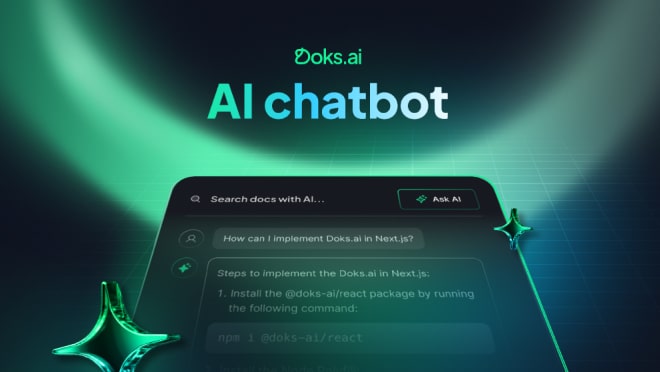 Doks.ai
AI chatbot
Search docs with AI...
Ask AI
How can I implement Doks.ai in Next.js?
Steps to implement the Doks.ai in Next.js:
1. Install the @doks-ai/react package by running
the following command:
npm i @doks-ai/react